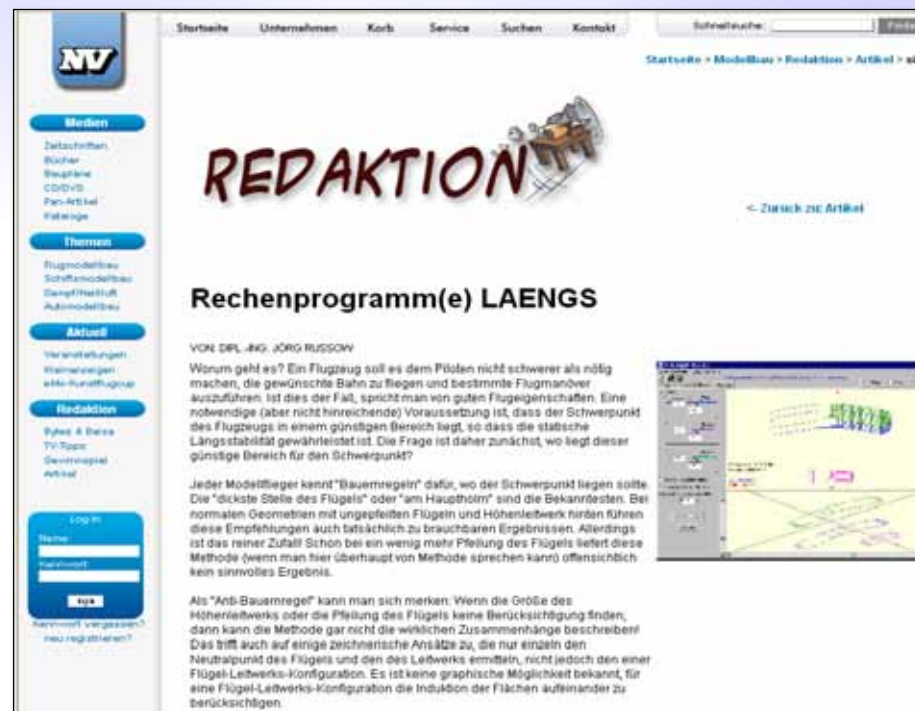 Startseite Unternehmen Korb Service Suchen Kontakt
Schnellsuche:
NV
Startseite > Modellbau > Redaktion > Artikel >
Medien
Zeitschriften
Bücher
Baupläne
CD/DVD
Fan-Artikel
Kataloge
Themen
Flugmodellbau
Schiffsmodellbau
Dampf/Heißluft
Automodellbau
Aktuell
Veranstaltungen
Kleinanzeigen
Redaktion
Bytes & Beise
TV-Tipps
Gewinnspiel
Artikel
Log in
Name:
Kennwort:
Kennwort vergessen?
neu registrieren?
REDAKTION
<- Zurück zu: Artikel
Rechenprogramm(e) LAENGS
VON: DIPL.-ING. JÖRG RUSSOW
Worum geht es? Ein Flugzeug soll es dem Piloten nicht schwerer als nötig
machen, die gewünschte Bahn zu fliegen und bestimmte Flugmanöver
auszuführen. Ist dies der Fall, spricht man von guten Flugeigenschaften. Eine
notwendige (aber nicht hinreichende) Voraussetzung ist, dass der Schwerpunkt
des Flugzeugs in einem günstigen Bereich liegt, so dass die statische
Längsstabilität gewährleistet ist. Die Frage ist daher zunächst, wo liegt dieser
günstige Bereich für den Schwerpunkt?
Jeder Modellflieger kennt "Bauernregeln" dafür, wo der Schwerpunkt liegen sollte.
Die "dickste Stelle des Flügels" oder "am Hauptholm" sind die Bekanntesten. Bei
normalen Geometrien mit ungepfeilten Flügeln und Höhenleitwerk hinten führen
diese Empfehlungen auch tatsächlich zu brauchbaren Ergebnissen. Allerdings
ist das reiner Zufall! Schon bei ein wenig mehr Pfeilung des Flügels liefert diese
Methode (wenn man hier überhaupt von Methode sprechen kann) offensichtlich
kein sinnvolles Ergebnis.
Als "Anti-Bauernregel" kann man sich merken: Wenn die Größe des
Höhenleitwerks oder die Pfeilung des Flügels keine Berücksichtigung finden,
dann kann die Methode gar nicht die wirklichen Zusammenhänge beschreiben!
Das trifft auch auf einige zeichnerische Ansätze zu, die nur einzeln den
Neutralpunkt des Flügels und den des Leitwerks ermitteln, nicht jedoch den einer
Flügel-Leitwerks-Konfiguration. Es ist keine graphische Möglichkeit bekannt, für
eine Flügel-Leitwerks-Konfiguration die Induktion der Flächen aufeinander zu
berücksichtigen.